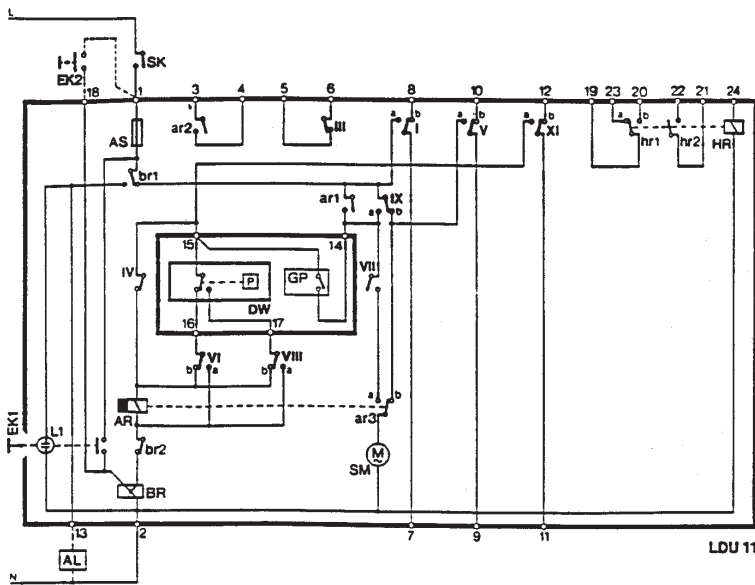 L
EK2
SK
18 1 3 4 5 6 8 10 12 19 23 20 22 21 24
AS
ar2
III
a b I
a b V
a b XI
a b
hr1
b
hr2
HR
br1
ar1
IX
a b
15 14
IV
P
GP
VII
DW
16 17
VI
b a
VIII
b a
AR
a b
ar3
EK1
L1
br2
M
~
SM
BR
13 2 7 9 11
LDU 11
AL
N